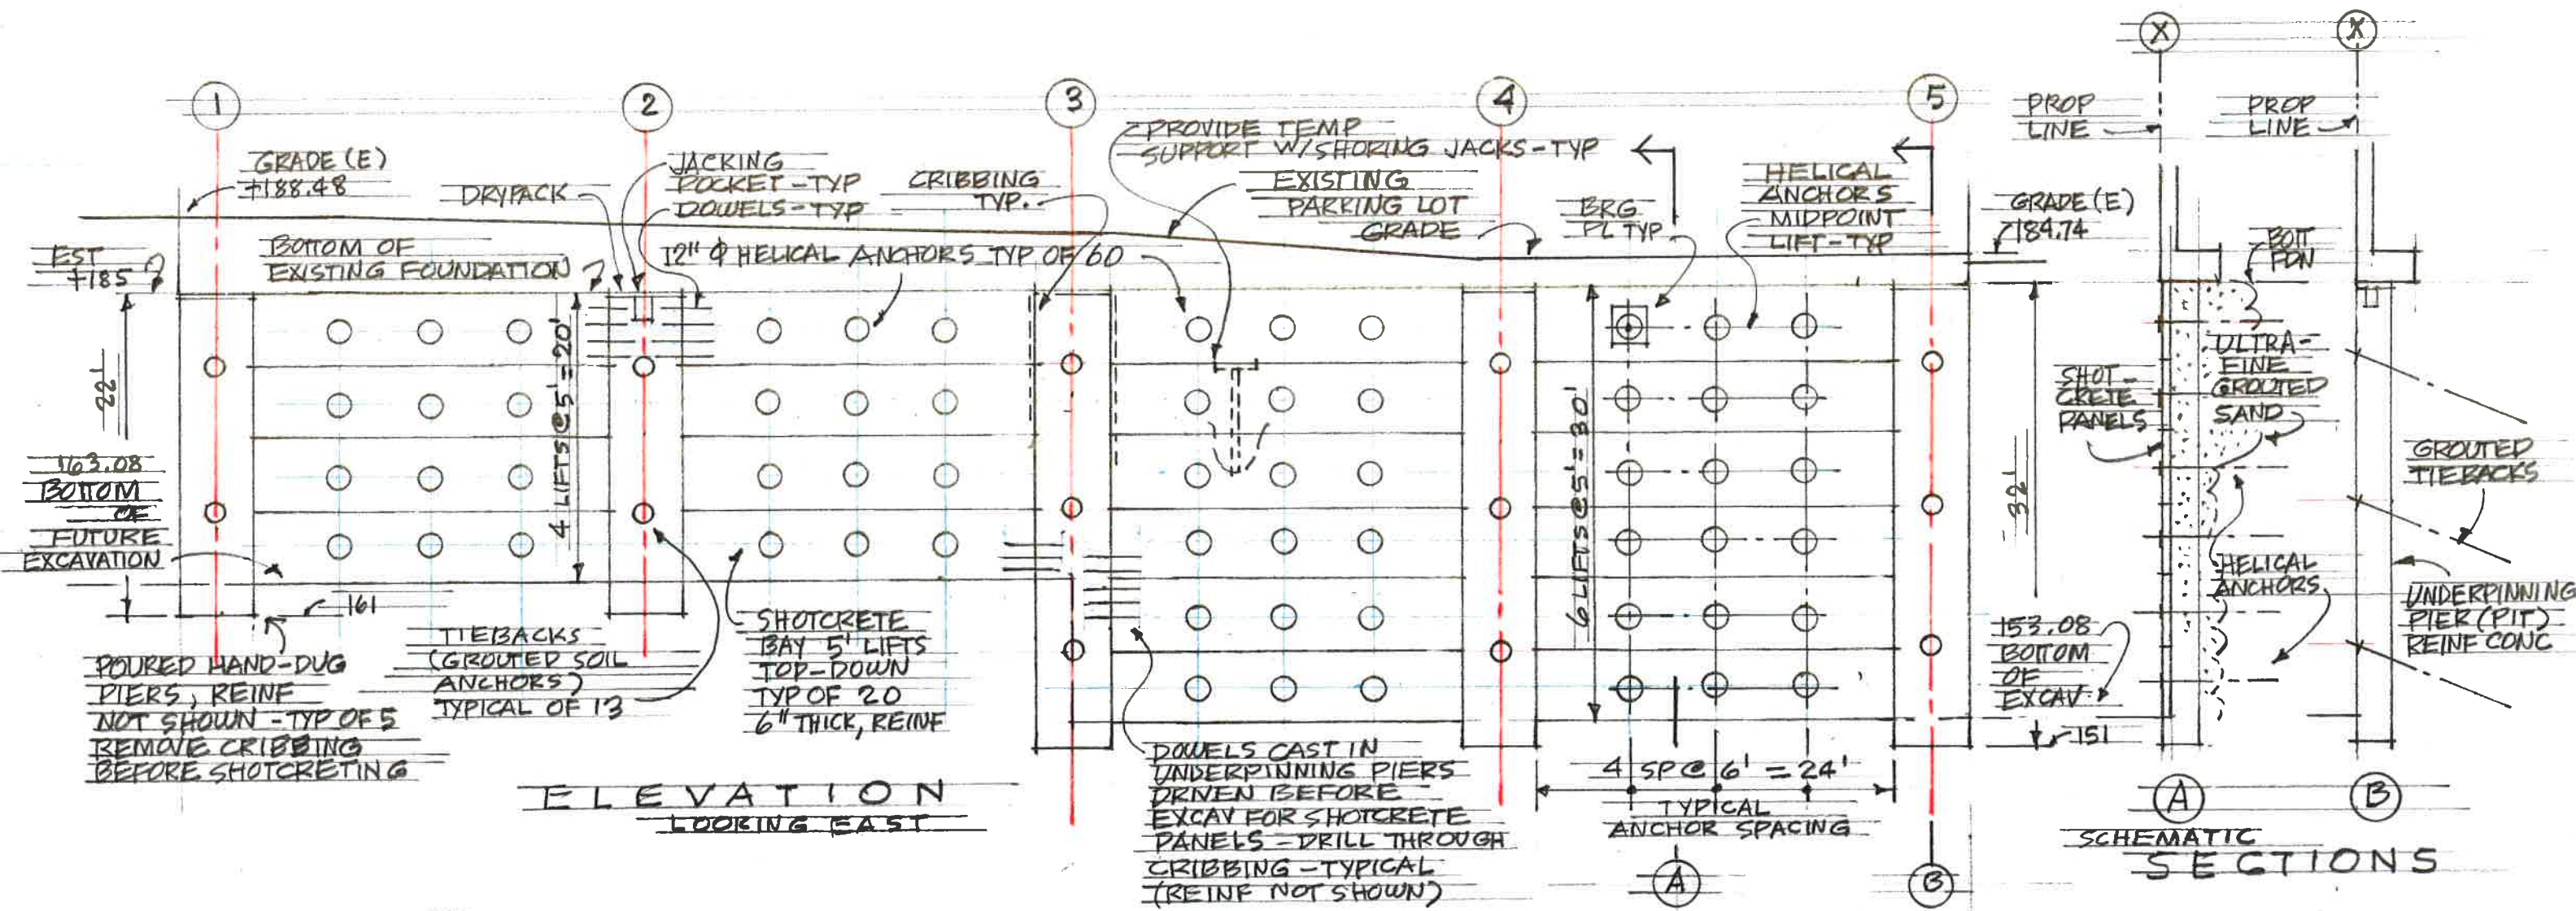 1
2
3
4
5
X
X
PROP
LINE
PROP
LINE
GRADE (E)
+188.48
DRYPACK
JACKING
POCKET - TYP
DOWELS - TYP
CRIBBING
TYP.
PROVIDE TEMP
SUPPORT W/SHORING JACKS - TYP
EXISTING
PARKING LOT
GRADE
BRG
PL TYP
HELICAL
ANCHORS
MIDPOINT
LIFT - TYP
GRADE (E)
184.74
EST
+185
BOTTOM OF
EXISTING FOUNDATION
12" ϕ HELICAL ANCHORS TYP OF 60
BOTT
FDN
22'
4 LIFTS @ 5' = 20'
6 LIFTS @ 5' = 30'
32'
SHOT-
CRETE
PANELS
ULTRA-
FINE
GROUTED
SAND
GROUTED
TIEBACKS
163.08
BOTTOM
OF
FUTURE
EXCAVATION
161
HELICAL
ANCHORS
UNDERPINNING
PIER (PIT)
REINF CONC
153.08
BOTTOM
OF
EXCAV
151
POURED HAND-DUG
PIERS, REINF
NOT SHOWN - TYP OF 5
REMOVE CRIBBING
BEFORE SHOTCRETING
TIEBACKS
(GROUTED SOIL
ANCHORS)
TYPICAL OF 13
SHOTCRETE
BAY 5' LIFTS
TOP-DOWN
TYP OF 20
6" THICK, REINF
DOWELS CAST IN
UNDERPINNING PIERS
DRIVEN BEFORE
EXCAV FOR SHOTCRETE
PANELS - DRILL THROUGH
CRIBBING - TYPICAL
(REINF NOT SHOWN)
4 SP @ 6' = 24'
TYPICAL
ANCHOR SPACING
A
B
A
B
ELEVATION
LOOKING EAST
SCHEMATIC
SECTIONS